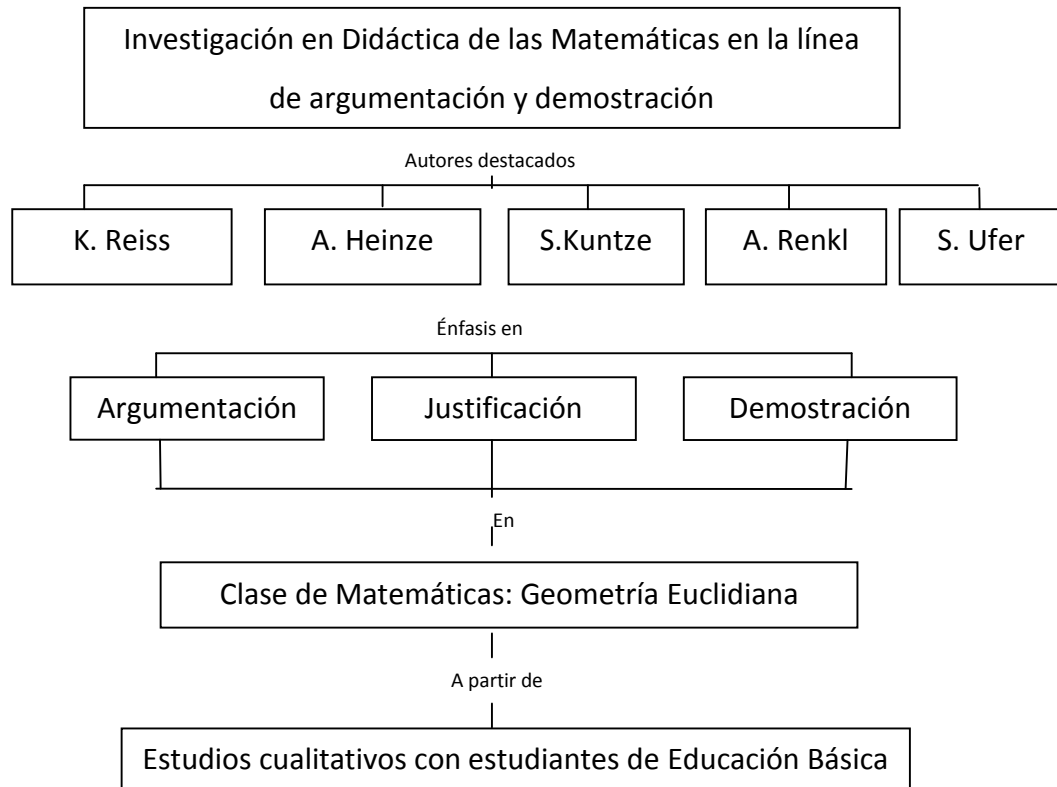 Investigación en Didáctica de las Matemáticas en la línea
de argumentación y demostración
Autores destacados
K. Reiss
A. Heinze
S.Kuntze
A. Renkl
S. Ufer
Énfasis en
Argumentación
Justificación
Demostración
En
Clase de Matemáticas: Geometría Euclidiana
A partir de
Estudios cualitativos con estudiantes de Educación Básica